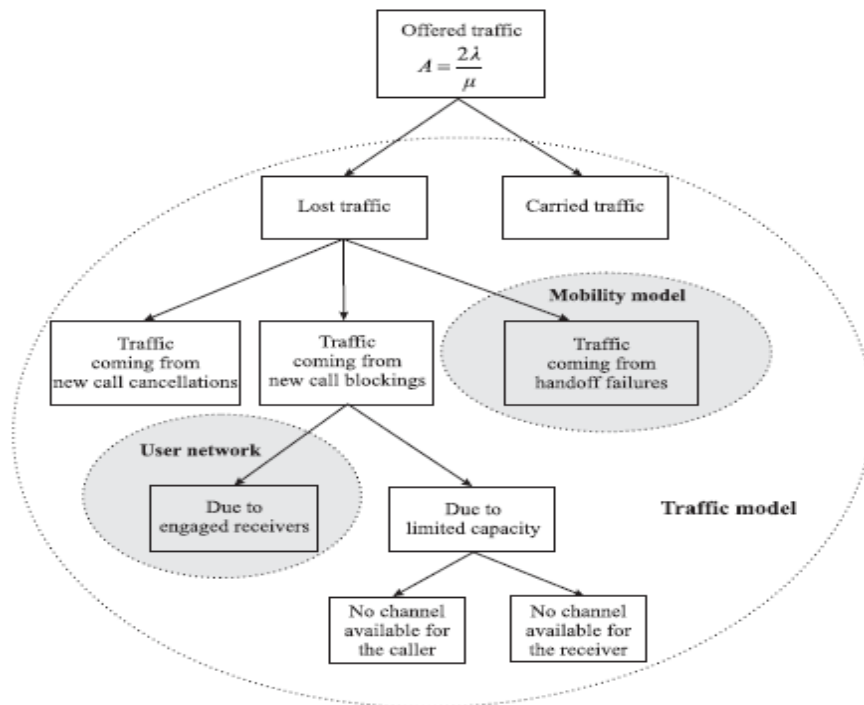 Offered traffic
A = 2λ/μ
Lost traffic
Carried traffic
Mobility model
Traffic
coming from
new call cancellations
Traffic
coming from
new call blockings
Traffic
coming from
handoff failures
User network
Due to
engaged receivers
Due to
limited capacity
Traffic model
No channel
available for
the caller
No channel
available for
the receiver